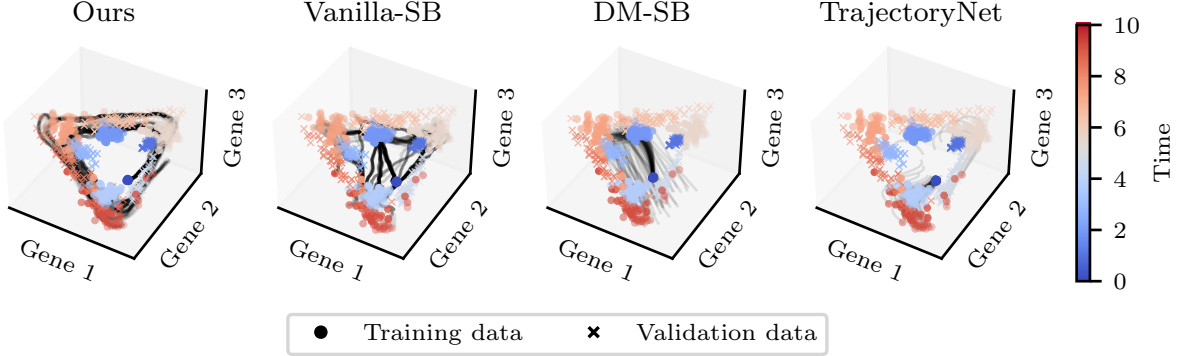 Ours
Vanilla-SB
DM-SB
TrajectoryNet
Gene 1
Gene 2
Gene 3
Gene 1
Gene 2
Gene 3
Gene 1
Gene 2
Gene 3
Gene 1
Gene 2
Gene 3
10
8
6
4
2
0
Time
Training data
Validation data